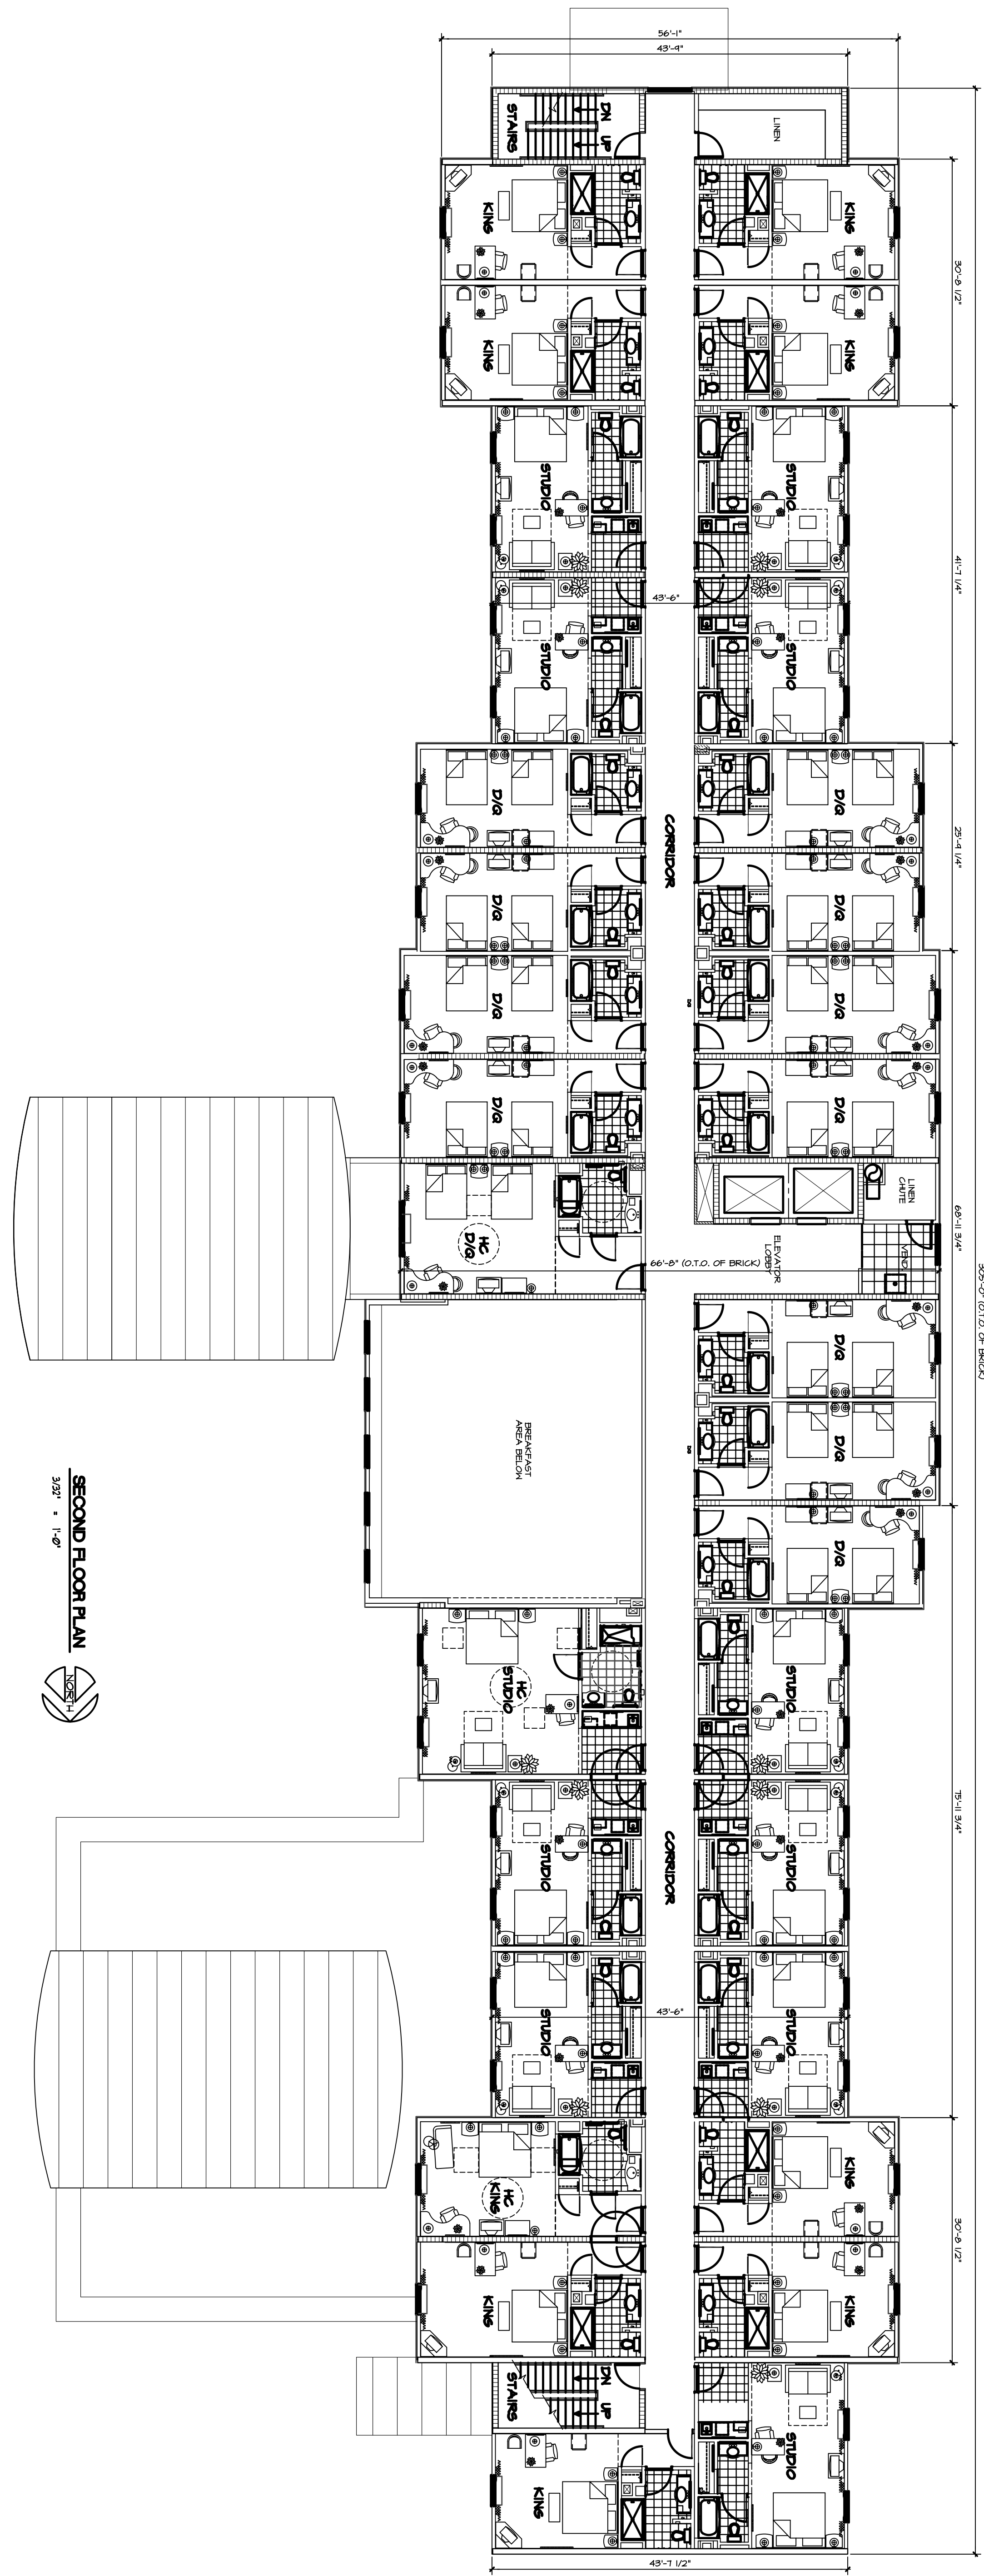 56'-1"
43'-9"
STAIRS
DN
UP
LINEN
KING
KING
30'-8 1/2"
KING
KING
STUDIO
STUDIO
41'-7 1/4"
43'-6"
STUDIO
STUDIO
D/Q
D/Q
CORRIDOR
25'-9 1/4"
D/Q
D/Q
D/Q
D/Q
D/Q
D/Q
LINEN
CHUTE
68'-11 3/4"
HC
D/Q
ELEVATOR
LOBBY
VEND
66'-8" (O.T.O. OF BRICK)
D/Q
BREAKFAST
AREA BELOW
D/Q
D/Q
SECOND FLOOR PLAN
3/32" = 1'-0"
NORTH
HC
STUDIO
STUDIO
75'-11 3/4"
STUDIO
CORRIDOR
STUDIO
STUDIO
43'-6"
STUDIO
HC
KING
KING
30'-8 1/2"
KING
KING
STAIRS
DN
UP
STUDIO
KING
43'-7 1/2"